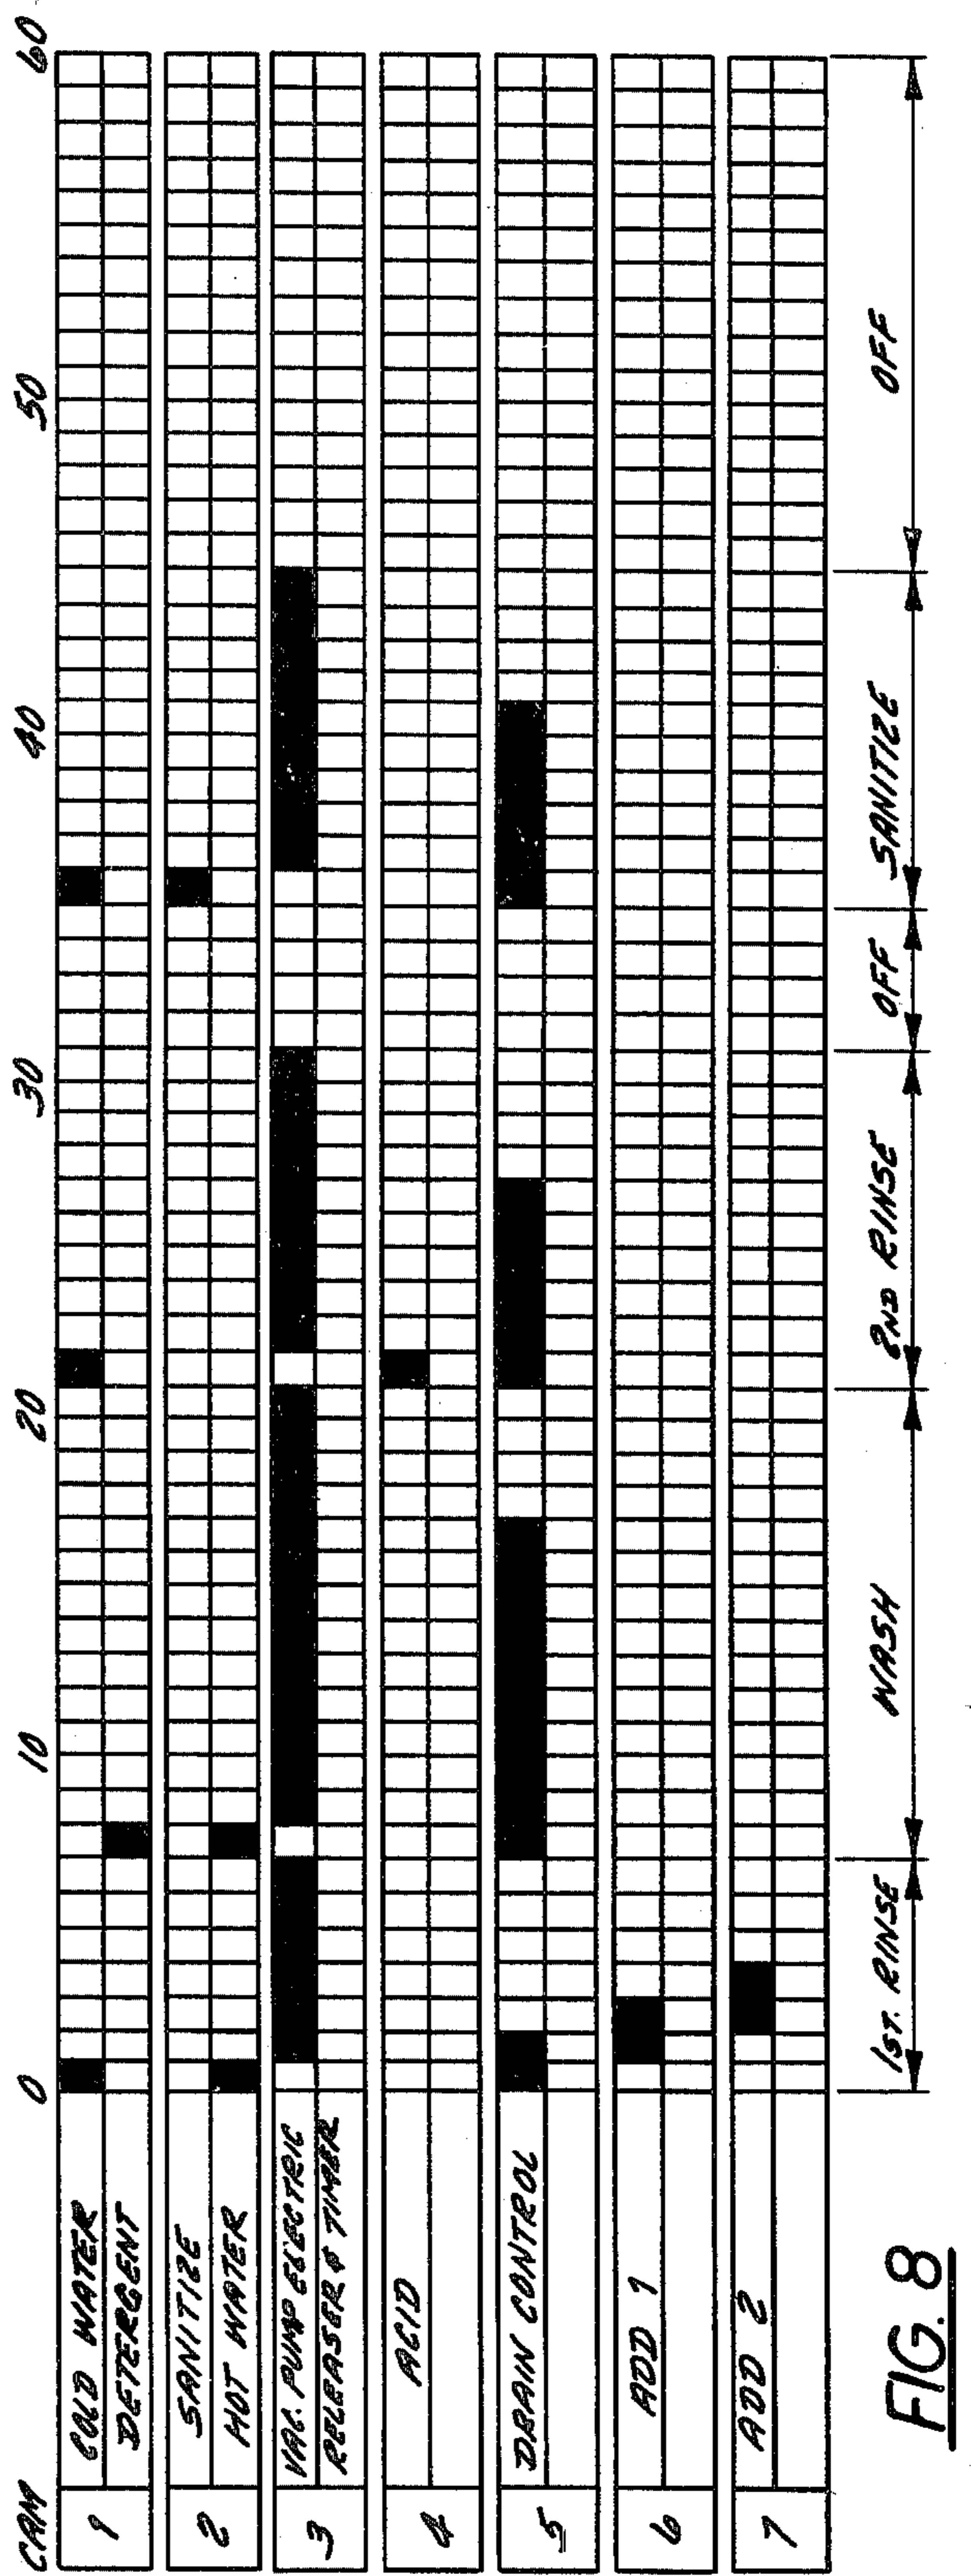 CAM 0 10 20 30 40 50 60
1 COLD WATER
DETERGENT
2 SANITIZE
HOT WATER
3 VAC. PUMP ELECTRIC
RELEASER & TIMER
4 ACID
5 DRAIN CONTROL
6 ADD 1
7 ADD 2
1ST. RINSE WASH 2ND RINSE OFF SANITIZE OFF
FIG. 8